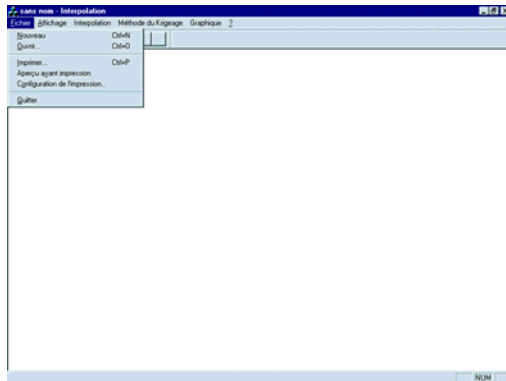 sans nom - Interpolation
Fichier Affichage Interpolation Méthode du Krigeage Graphique ?
Nouveau Ctrl+N
Ouvrir... Ctrl+O
Imprimer... Ctrl+P
Aperçu avant impression
Configuration de l'impression...
Quitter
NUM